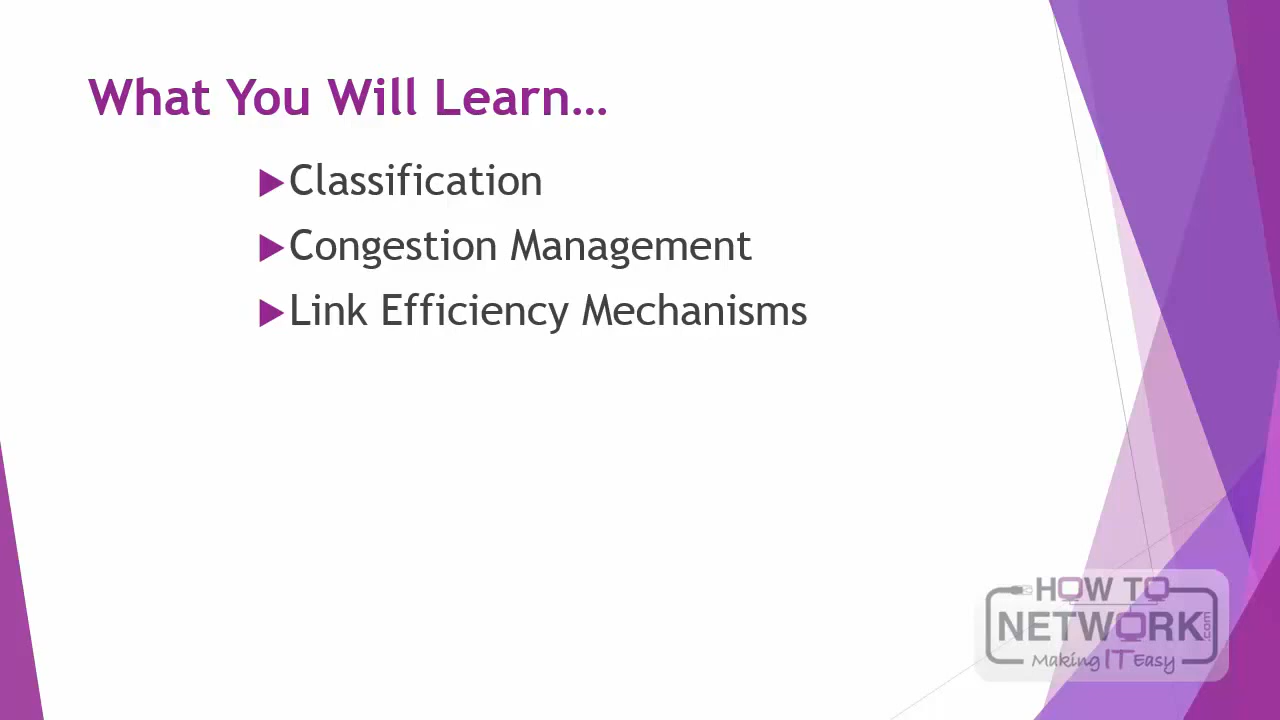 What You Will Learn…
Classification
Congestion Management
Link Efficiency Mechanisms
HOW TO
NETWORK.com
Making IT Easy